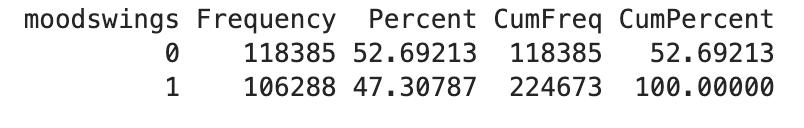 moodswings Frequency Percent CumFreq CumPercent
0 118385 52.69213 118385 52.69213
1 106288 47.30787 224673 100.00000